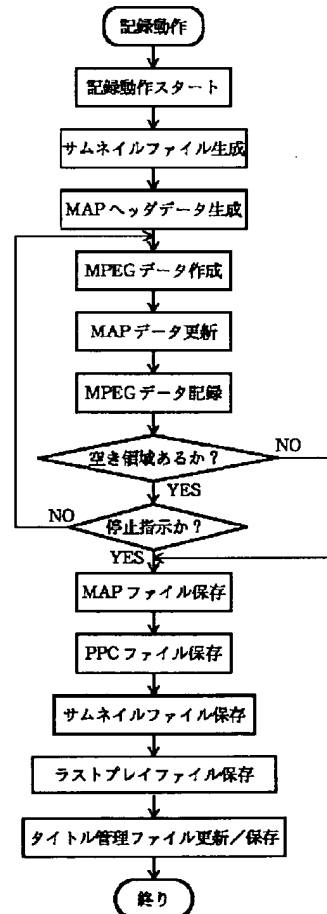 記録動作
記録動作スタート
サムネイルファイル生成
MAPヘッダデータ生成
MPEGデータ作成
MAPデータ更新
MPEGデータ記録
空き領域あるか？
NO
YES
停止指示か？
NO
YES
MAPファイル保存
PPCファイル保存
サムネイルファイル保存
ラストプレイファイル保存
タイトル管理ファイル更新／保存
終り